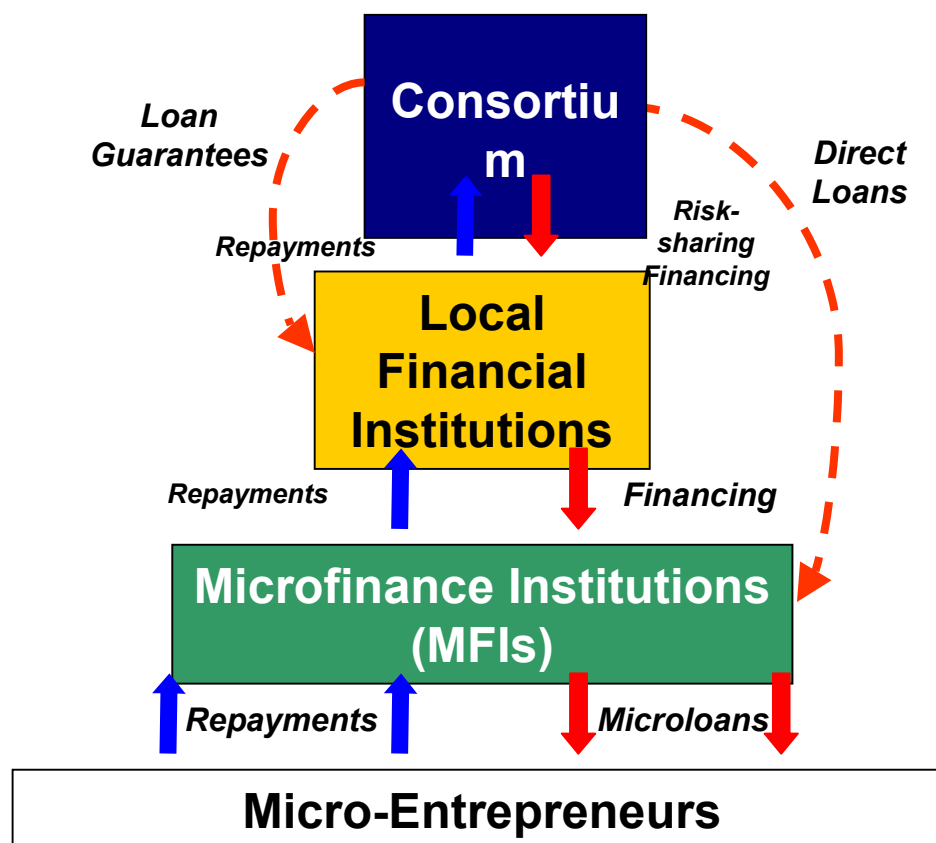 Consortiu
m
Loan
Guarantees
Direct
Loans
Repayments
Risk-
sharing
Financing
Local
Financial
Institutions
Repayments
Financing
Microfinance Institutions
(MFIs)
Repayments
Microloans
Micro-Entrepreneurs